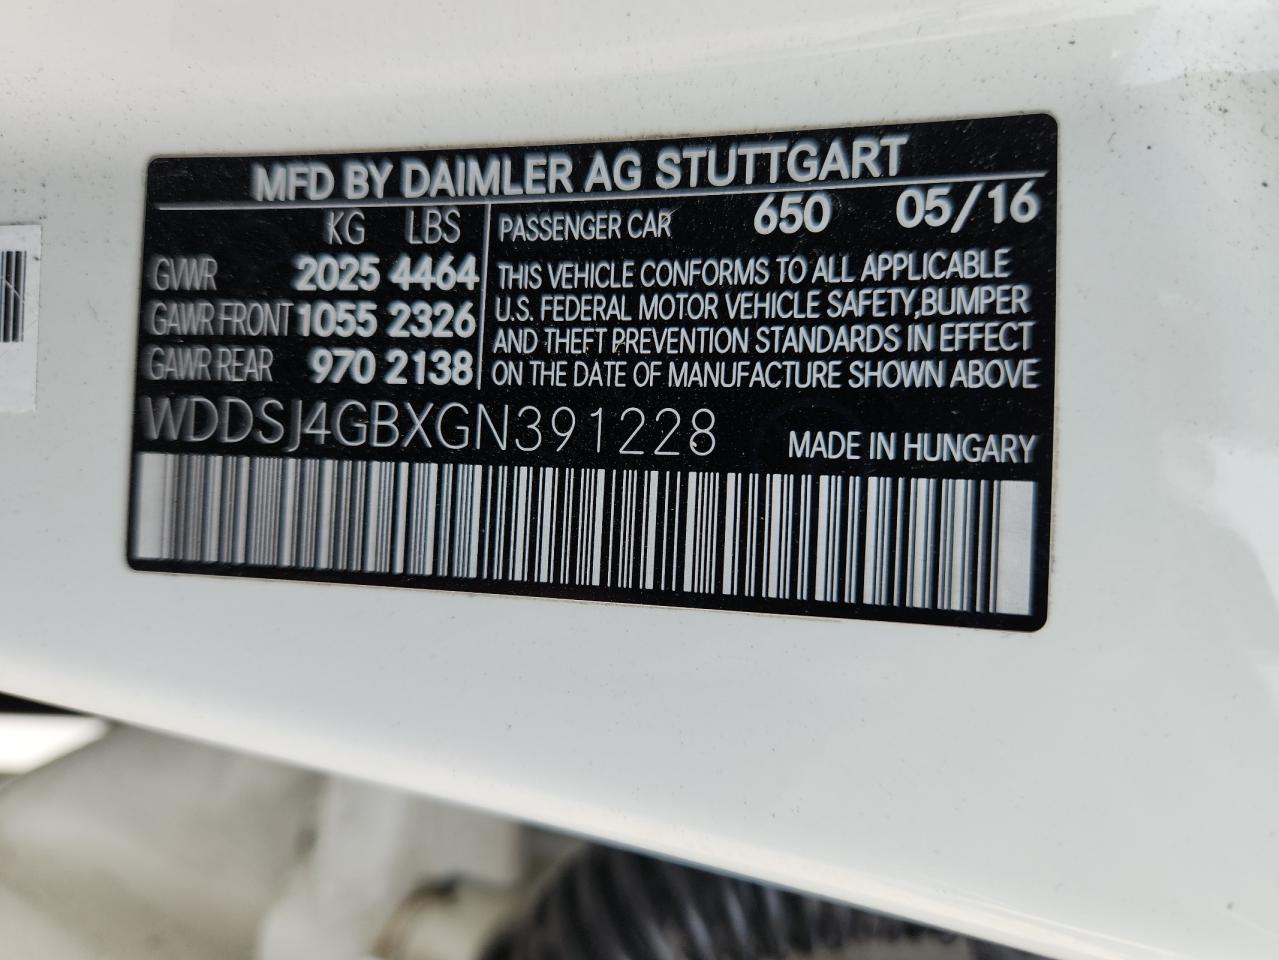 MFD BY DAIMLER AG STUTTGART
KG LBS
GVWR 2025 4464
GAWR FRONT 1055 2326
GAWR REAR 970 2138
PASSENGER CAR 650 05/16
THIS VEHICLE CONFORMS TO ALL APPLICABLE
U.S. FEDERAL MOTOR VEHICLE SAFETY,BUMPER
AND THEFT PREVENTION STANDARDS IN EFFECT
ON THE DATE OF MANUFACTURE SHOWN ABOVE
WDDSJ4GBXGN391228
MADE IN HUNGARY